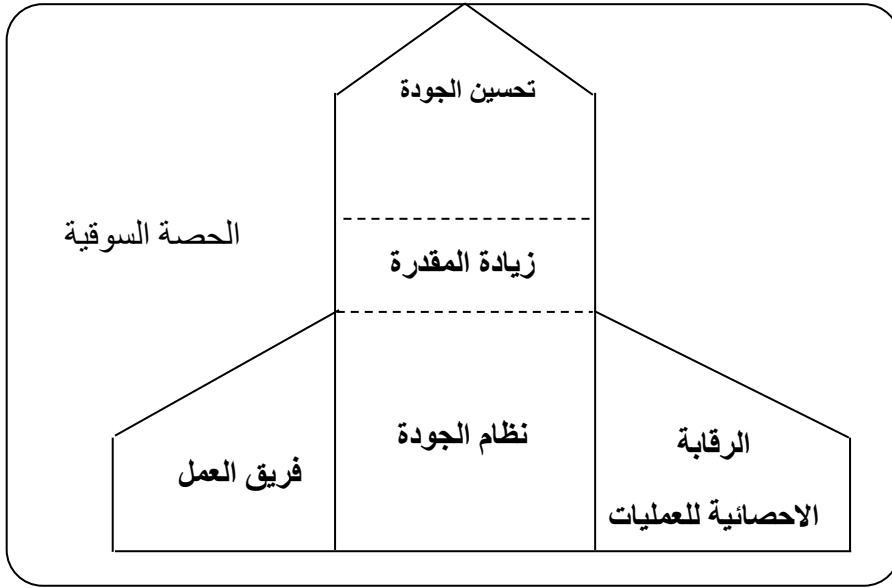 تحسين الجودة
الحصة السوقية
زيادة المقدرة
نظام الجودة
الرقابة
الاحصائية للعمليات
فريق العمل